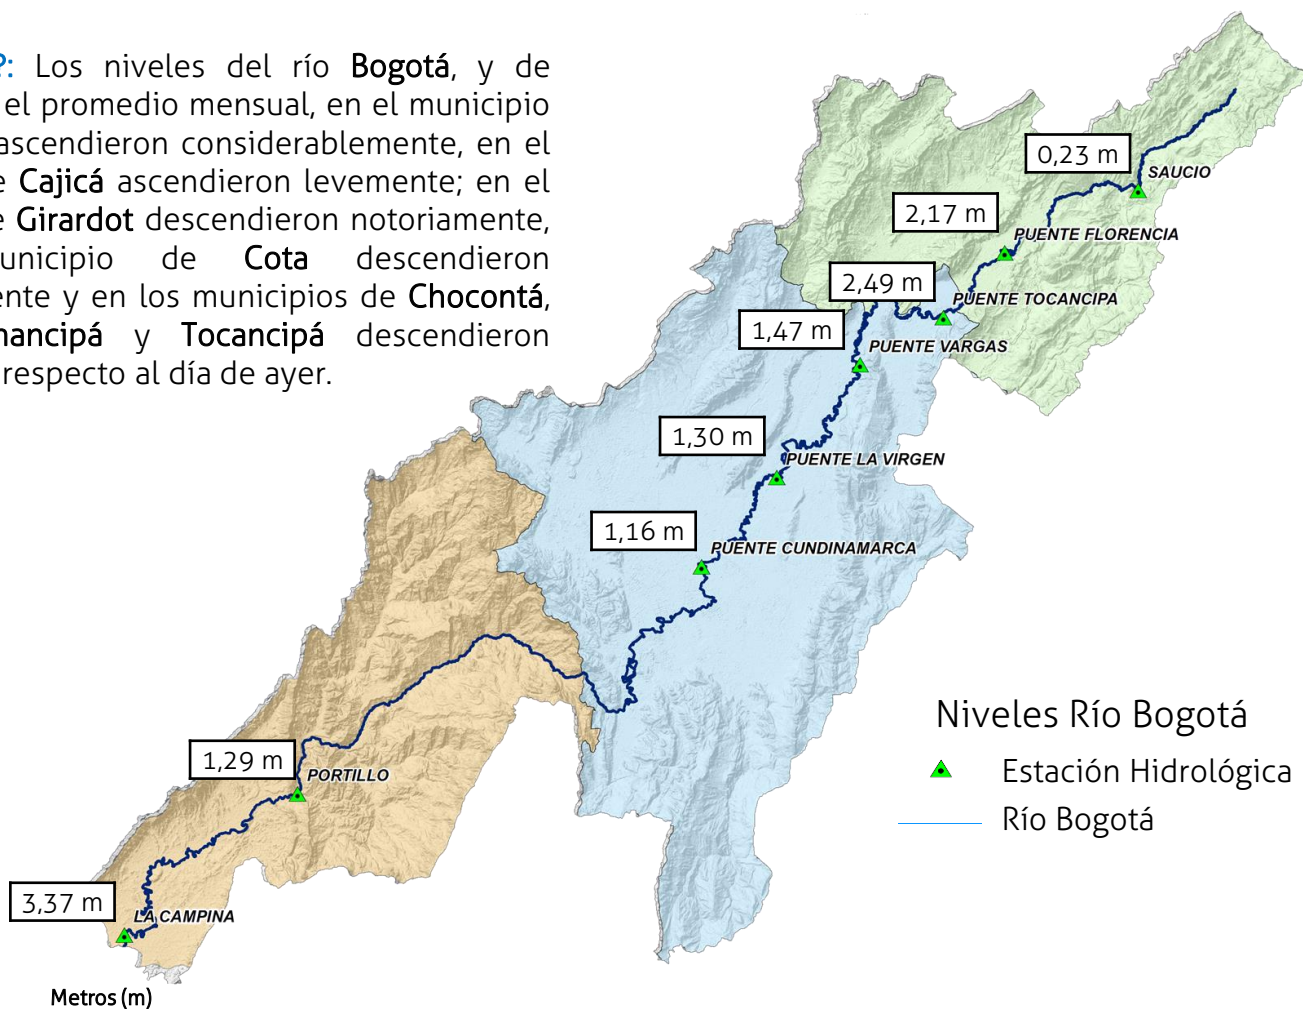 ?: Los niveles del río Bogotá, y de
el promedio mensual, en el municipio
ascendieron considerablemente, en el
e Cajicá ascendieron levemente; en el
e Girardot descendieron notoriamente,
unicipio de Cota descendieron
ente y en los municipios de Chocontá,
nancipá y Tocancipá descendieron
respecto al día de ayer.
0,23 m
SAUCIO
2,17 m
PUENTE FLORENCIA
2,49 m
PUENTE TOCANCIPA
1,47 m
PUENTE VARGAS
1,30 m
PUENTE LA VIRGEN
1,16 m
PUENTE CUNDINAMARCA
Niveles Río Bogotá
Estación Hidrológica
Río Bogotá
1,29 m
PORTILLO
3,37 m
LA CAMPINA
Metros (m)